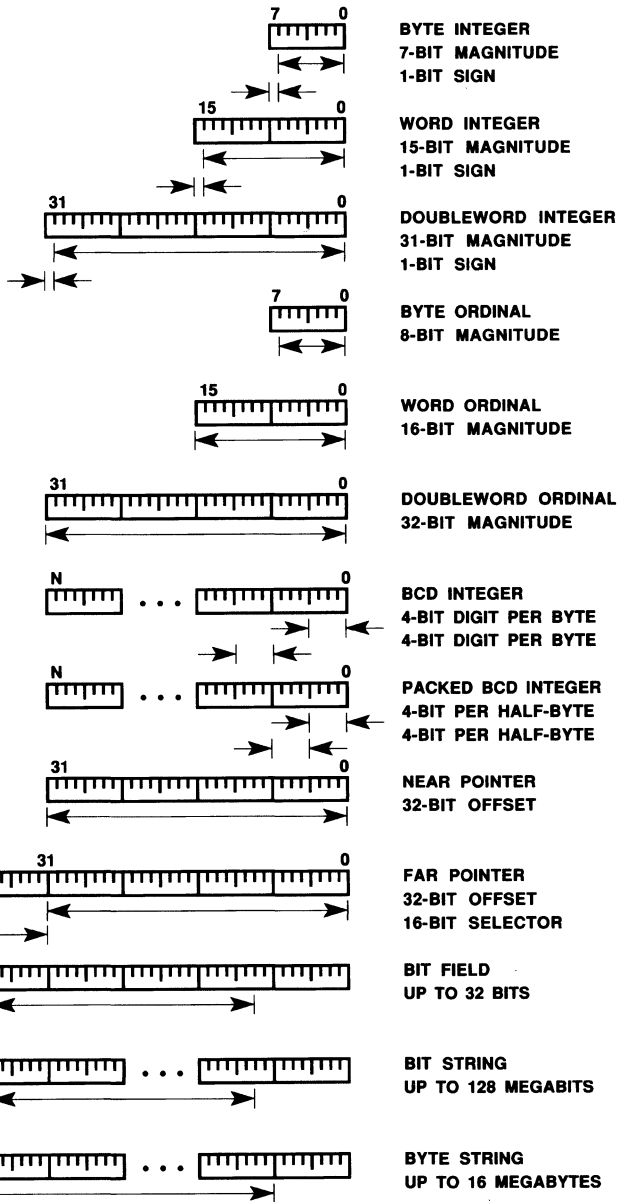 7 0
BYTE INTEGER
7-BIT MAGNITUDE
1-BIT SIGN
15 0
WORD INTEGER
15-BIT MAGNITUDE
1-BIT SIGN
31 0
DOUBLEWORD INTEGER
31-BIT MAGNITUDE
1-BIT SIGN
7 0
BYTE ORDINAL
8-BIT MAGNITUDE
15 0
WORD ORDINAL
16-BIT MAGNITUDE
31 0
DOUBLEWORD ORDINAL
32-BIT MAGNITUDE
N 0
BCD INTEGER
4-BIT DIGIT PER BYTE
4-BIT DIGIT PER BYTE
N 0
PACKED BCD INTEGER
4-BIT PER HALF-BYTE
4-BIT PER HALF-BYTE
31 0
NEAR POINTER
32-BIT OFFSET
31 0
FAR POINTER
32-BIT OFFSET
16-BIT SELECTOR
BIT FIELD
UP TO 32 BITS
BIT STRING
UP TO 128 MEGABITS
BYTE STRING
UP TO 16 MEGABYTES